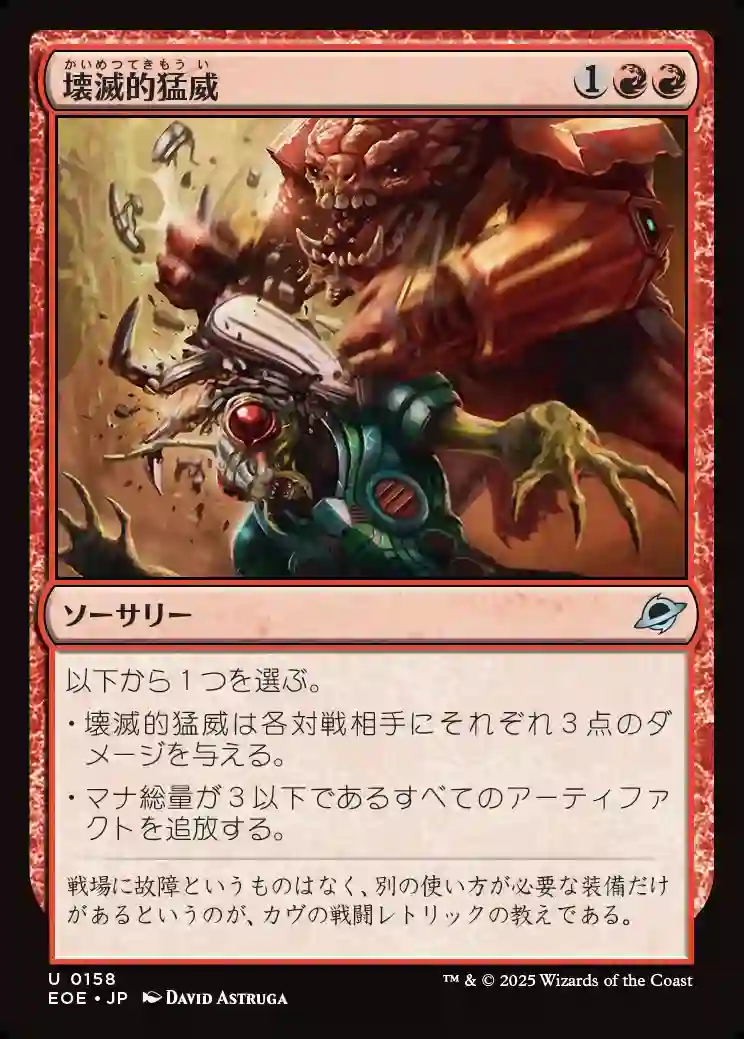 かいめつてきもうい
壊滅的猛威
1
ソーサリー
以下から１つを選ぶ。
・壊滅的猛威は各対戦相手にそれぞれ３点のダ
メージを与える。
・マナ総量が３以下であるすべてのアーティファ
クトを追放する。
戦場に故障というものはなく、別の使い方が必要な装備だけ
があるというのが、カヴの戦闘レトリックの教えである。
U 0158
EOE • JP DAVID ASTRUGA
™ & © 2025 Wizards of the Coast